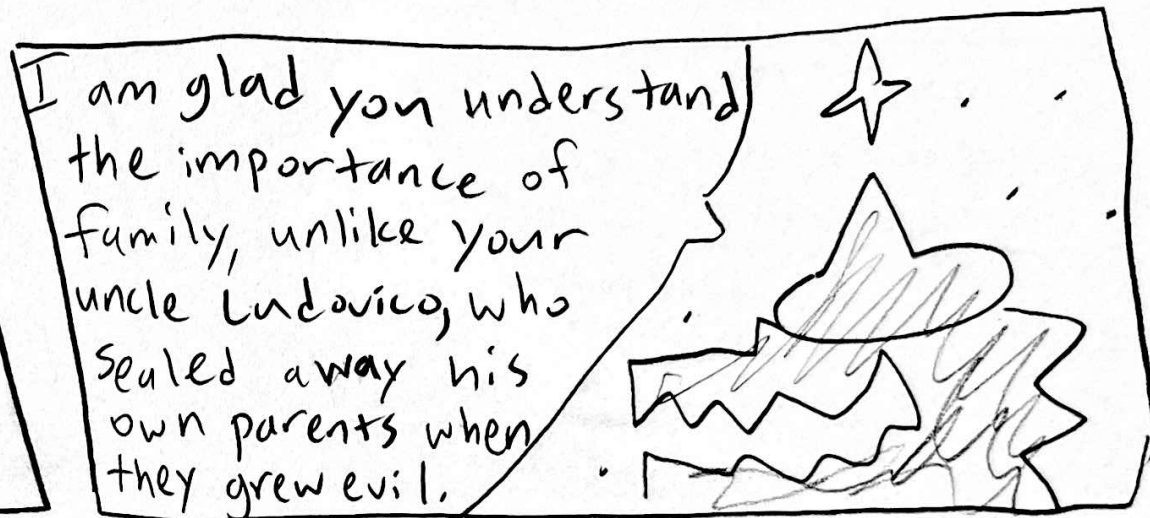 I am glad you understand
the importance of
family, unlike your
uncle Ludovico, who
sealed away his
own parents when
they grew evil.